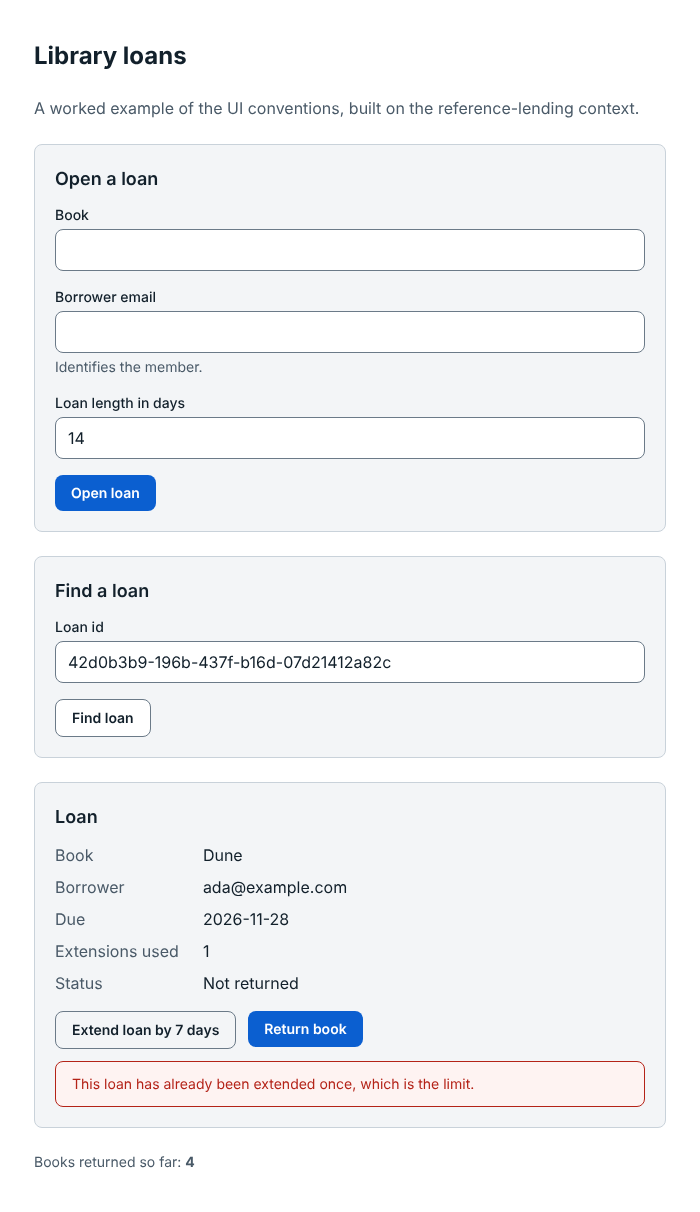 Library loans
A worked example of the UI conventions, built on the reference-lending context.
Open a loan
Book
Borrower email
Identifies the member.
Loan length in days
14
Open loan
Find a loan
Loan id
42d0b3b9-196b-437f-b16d-07d21412a82c
Find loan
Loan
Book Dune
Borrower ada@example.com
Due 2026-11-28
Extensions used 1
Status Not returned
Extend loan by 7 days Return book
This loan has already been extended once, which is the limit.
Books returned so far: 4